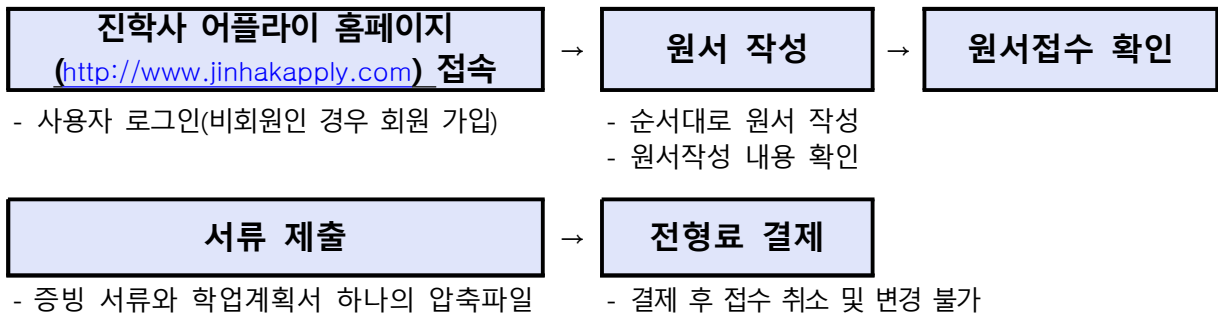 진학사 어플라이 홈페이지
(http://www.jinhakapply.com) 접속
→
원서 작성
→
원서접수 확인
- 사용자 로그인(비회원인 경우 회원 가입)
- 순서대로 원서 작성
- 원서작성 내용 확인
서류 제출
→
전형료 결제
- 증빙 서류와 학업계획서 하나의 압축파일
- 결제 후 접수 취소 및 변경 불가